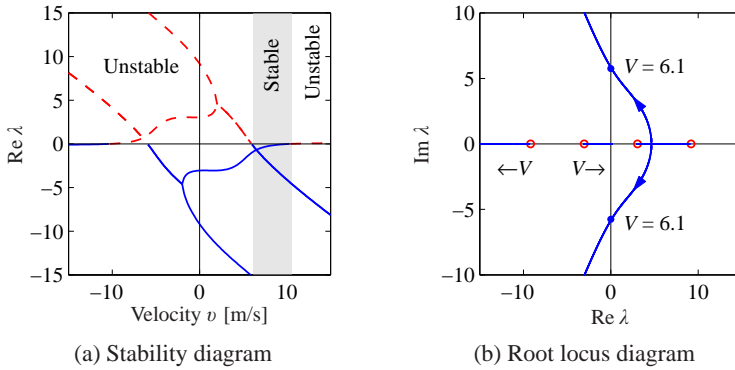 15
10
5
0
−5
−10
−15
Re λ
Unstable
Stable
Unstable
−10
0
10
Velocity υ [m/s]
(a) Stability diagram
10
5
0
−5
−10
Im λ
V = 6.1
←V
V→
V = 6.1
−10
0
10
Re λ
(b) Root locus diagram